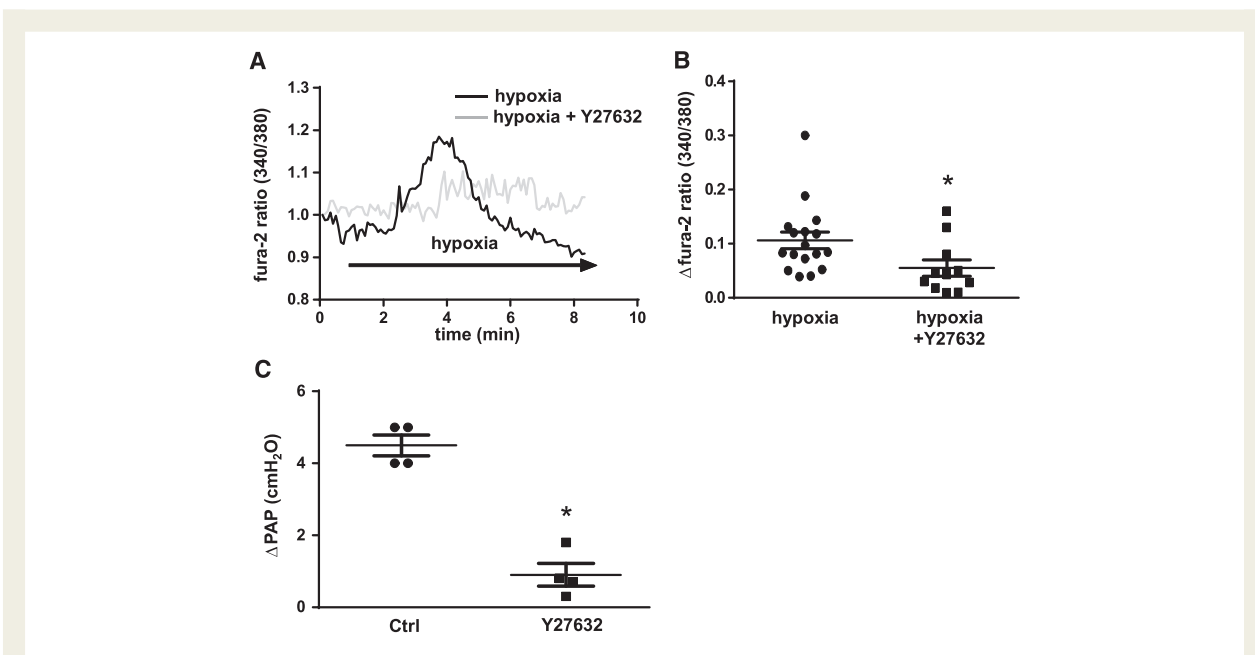 A
fura-2 ratio (340/380)
1.3
1.2
1.1
1.0
0.9
0.8
hypoxia
hypoxia + Y27632
hypoxia
0 2 4 6 8 10
time (min)
B
Δfura-2 ratio (340/380)
0.4
0.3
0.2
0.1
0.0
*
hypoxia
hypoxia
+Y27632
C
ΔPAP (cmH₂O)
6
4
2
0
*
Ctrl
Y27632